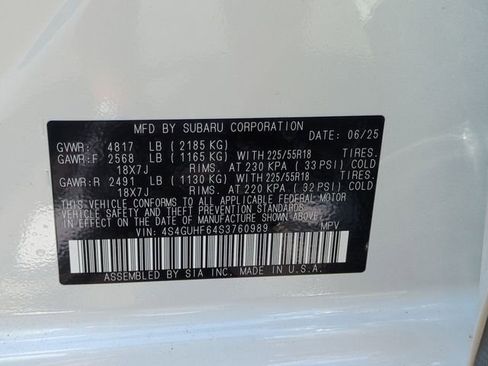 MFD BY SUBARU CORPORATION
DATE: 06/25
GVWR: 4817 LB (2185 KG)
GAWR:F 2568 LB (1165 KG) WITH 225/55R18 TIRES.
18X7J RIMS. AT 230 KPA (33 PSI) COLD
GAWR:R 2491 LB (1130 KG) WITH 225/55R18 TIRES.
18X7J RIMS. AT 220 KPA (32 PSI) COLD
THIS VEHICLE CONFORMS TO ALL APPLICABLE FEDERAL MOTOR
VEHICLE SAFETY AND THEFT PREVENTION STANDARDS IN EFFECT
ON THE DATE OF MANUFACTURE SHOWN ABOVE.
VIN: 4S4GUHF64S3760989 MPV
ASSEMBLED BY SIA INC. MADE IN U.S.A.